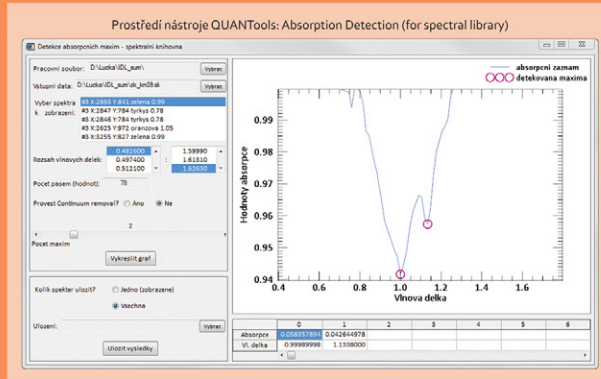 Prostředí nástroje QUANTools: Absorption Detection (for spectral library)
Detekce absorpcnich maxim - spektralni knihovna
Pracovni soubor: D:\Lucka\IDL_sum\ Vybrat
Vstupni data: D:\Lucka\IDL_sum\zk_km09.sli Vybrat
Vyber spektra k zobrazeni:
#3 X:2693 Y:841 zelena 0.99
#3 X:2847 Y:784 tyrkys 0.78
#3 X:2846 Y:784 tyrkys 0.78
#3 X:2625 Y:972 oranzova 1.05
#3 X:3255 Y:827 zelena 0.99
Rozsah vlnovych delek:
0.482600 1.59990
0.497400 : 1.61310
0.512100 1.62630
Pocet pasem (hodnot): 78
Provest Continuum removal? Ano Ne
2
Pocet maxim
Vykreslit graf
Kolik spekter ulozit? Jedno (zobrazene)
Vsechna
Ulozeni: Vybrat
Ulozit vysledky
absorpcni zaznam
detekovana maxima
Hodnoty absorpce
0.99
0.98
0.97
0.96
0.95
0.94
0.4 0.6 0.8 1.0 1.2 1.4 1.6
Vlnova delka
0 1 2 3 4 5 6
Absorpce 0.058357894 0.042644978
Vl. delka 0.99989998 1.1338000